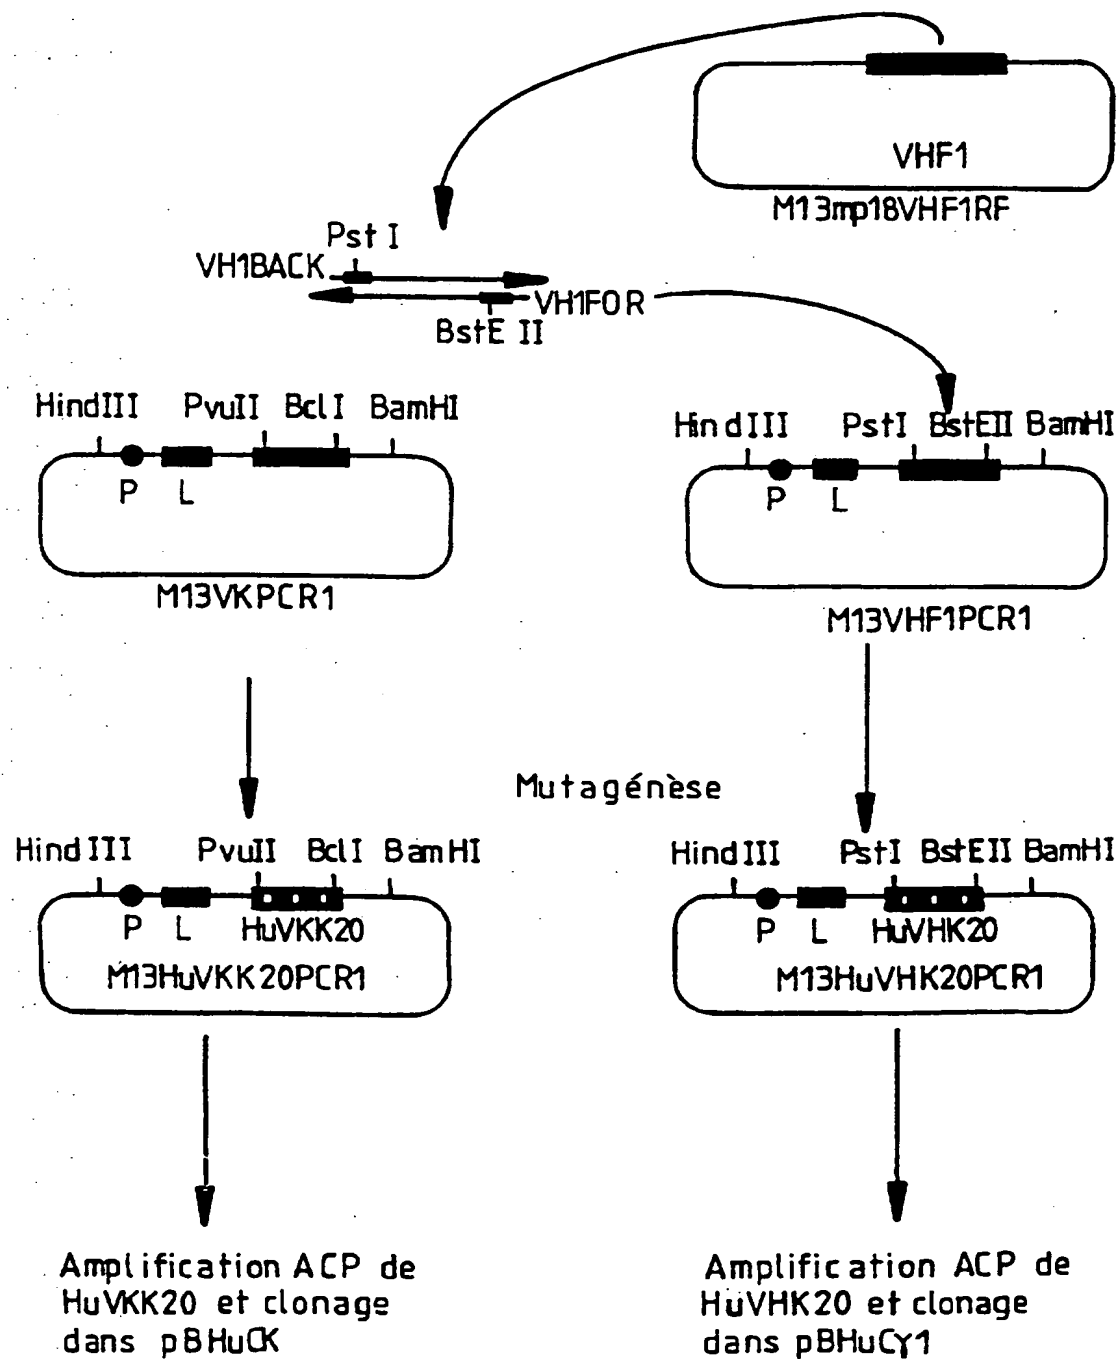 VHF1
M13mp18VHF1RF
Pst I
VH1BACK
VH1FOR
BstE II
HindIII PvuII BclI BamHI
P L
M13VKPCR1
HindIII PstI BstEII BamHI
P L
M13VHF1PCR1
Mutagénèse
HindIII PvuII BclI BamHI
P L HuVKK20
M13HuVKK20PCR1
HindIII PstI BstEII BamHI
P L HuVHK20
M13HuVHK20PCR1
Amplification ACP de
HuVKK20 et clonage
dans pBHuCK
Amplification ACP de
HuVHK20 et clonage
dans pBHuCγ1